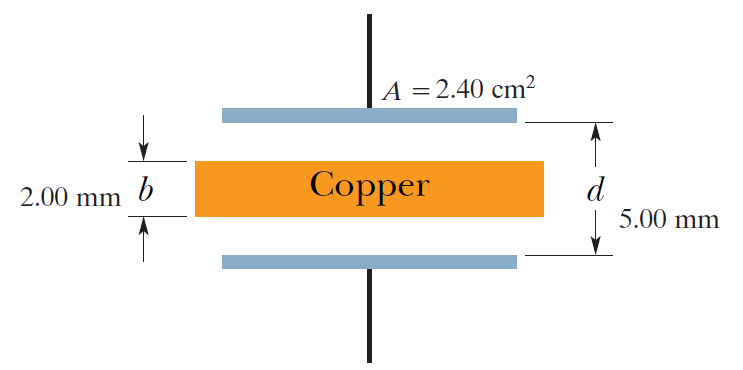 A = 2.40 cm²
Copper
2.00 mm b
d
5.00 mm